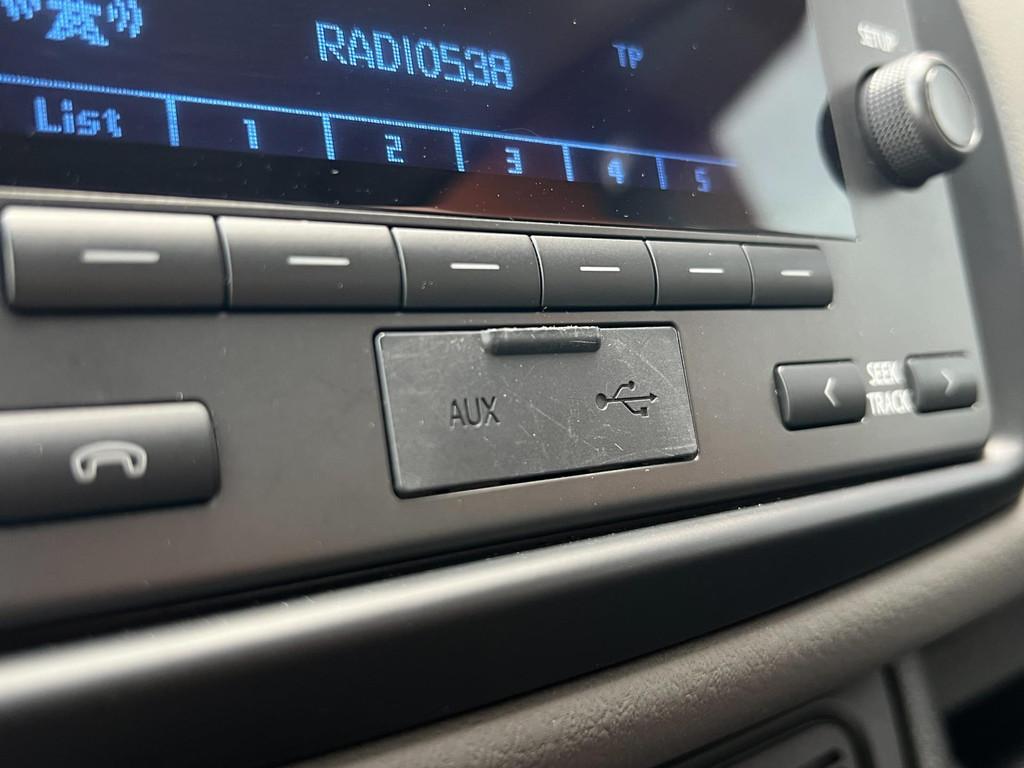 RADIO538
TP
SETUP
List 1 2 3 4 5
AUX
SEEK
TRACK